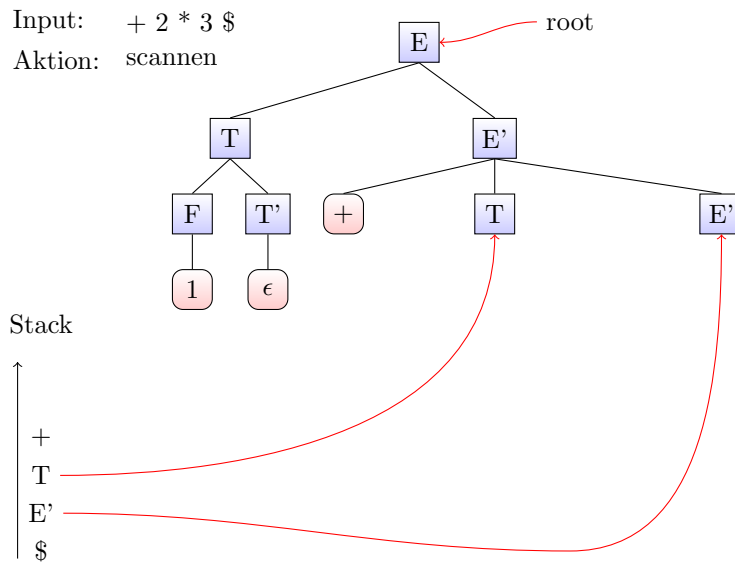 Input: + 2 * 3 $
root
Aktion: scannen
E
T E'
F T' + T E'
1 ϵ
Stack
+
T
E'
$